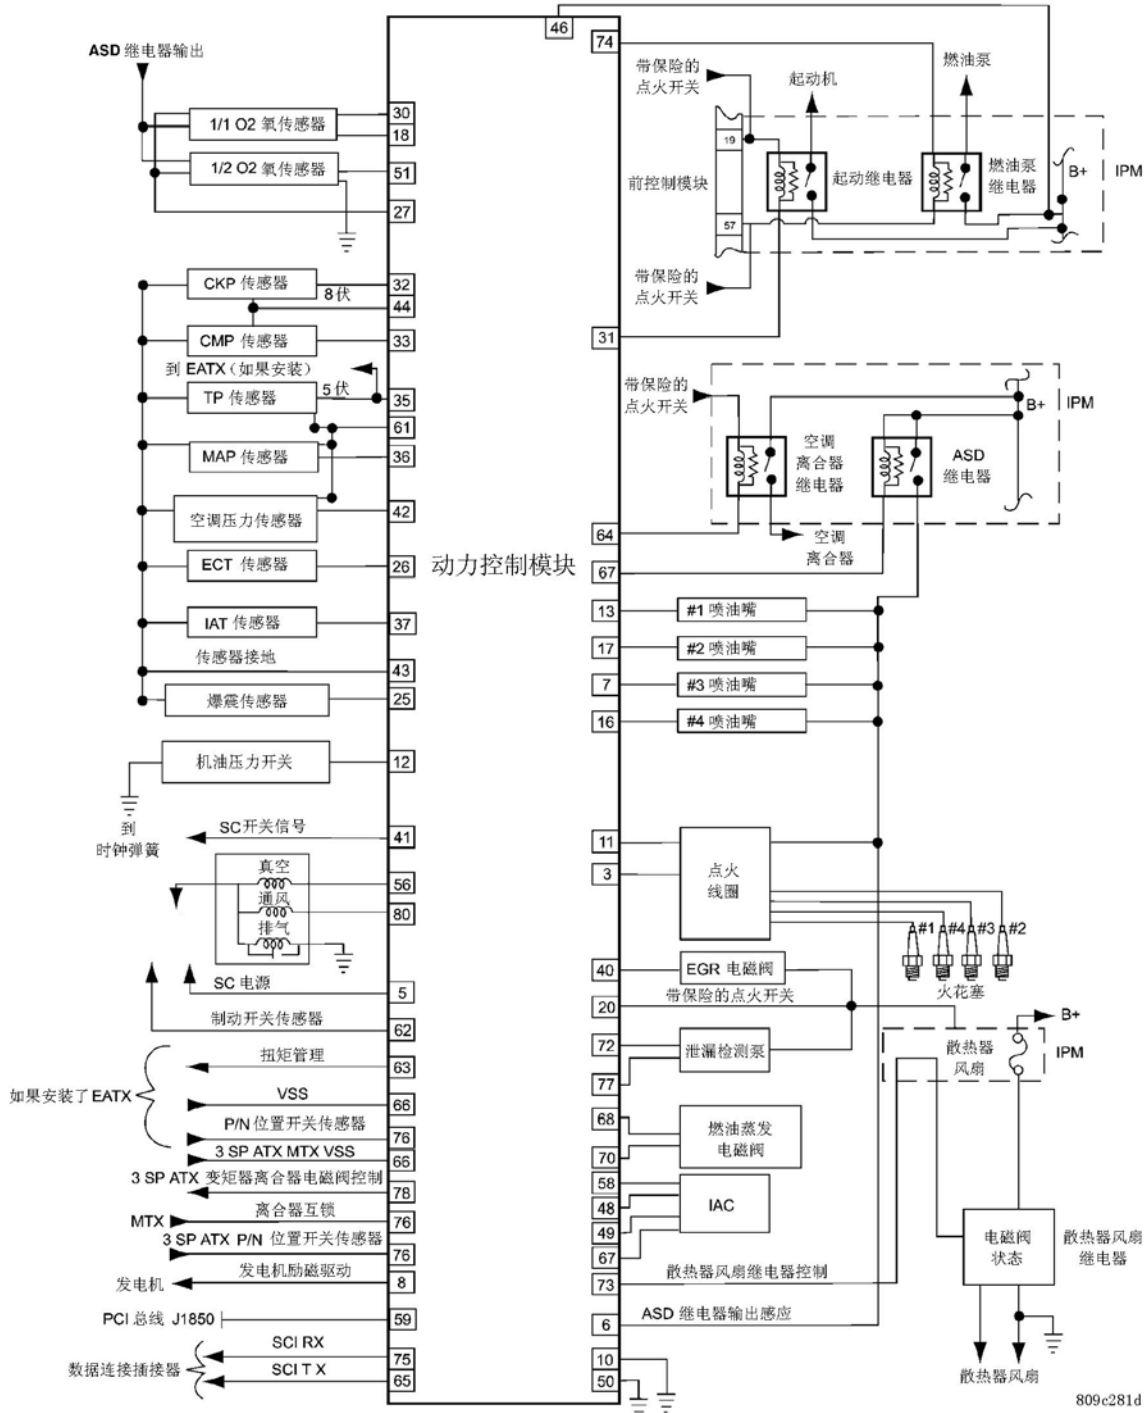 46
ASD 继电器输出
1/1 O2 氧传感器
30
18
1/2 O2 氧传感器
51
27
CKP 传感器
32
8伏
44
CMP 传感器
33
到 EATX（如果安装）
TP 传感器
5伏
35
61
MAP 传感器
36
空调压力传感器
42
ECT 传感器
26
IAT 传感器
37
传感器接地
43
爆震传感器
25
机油压力开关
12
到
时钟弹簧
SC开关信号
41
真空
56
通风
80
排气
SC 电源
5
制动开关传感器
62
如果安装了EATX
扭矩管理
63
VSS
66
P/N 位置开关传感器
76
3 SP ATX MTX VSS
66
3 SP ATX 变矩器离合器电磁阀控制
78
MTX
离合器互锁
76
3 SP ATX P/N 位置开关传感器
76
发电机
发电机励磁驱动
8
PCI 总线 J1850
59
数据连接插接器
SCI RX
75
SCI T X
65
动力控制模块
74
带保险的
点火开关
起动机
燃油泵
19
前控制模块
57
起动继电器
燃油泵
继电器
B+
IPM
带保险的
点火开关
31
带保险的
点火开关
空调
离合器
继电器
ASD
继电器
B+
IPM
64
空调
离合器
67
13
#1 喷油嘴
17
#2 喷油嘴
7
#3 喷油嘴
16
#4 喷油嘴
11
3
点火
线圈
#1
#4
#3
#2
火花塞
40
EGR 电磁阀
20
带保险的点火开关
72
77
泄漏检测泵
散热器
风扇
B+
IPM
68
70
燃油蒸发
电磁阀
58
48
49
67
IAC
73
散热器风扇继电器控制
电磁阀
状态
散热器风扇
继电器
6
ASD 继电器输出感应
10
50
散热器风扇
809c281d